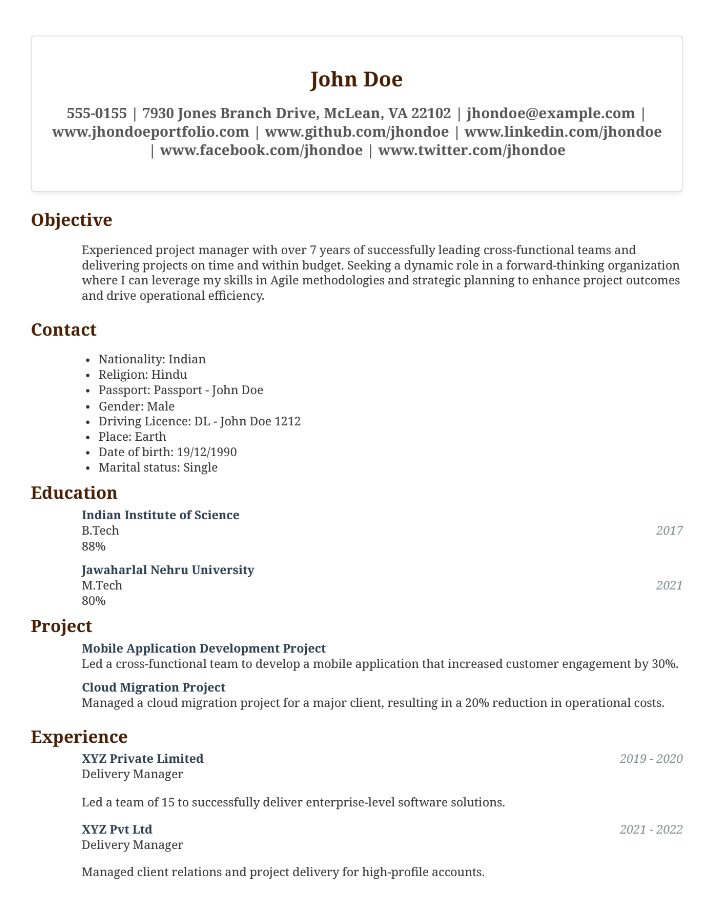 John Doe
555-0155 | 7930 Jones Branch Drive, McLean, VA 22102 | jhondoe@example.com |
www.jhondoeportfolio.com | www.github.com/jhondoe | www.linkedin.com/jhondoe
| www.facebook.com/jhondoe | www.twitter.com/jhondoe
Objective
Experienced project manager with over 7 years of successfully leading cross-functional teams and
delivering projects on time and within budget. Seeking a dynamic role in a forward-thinking organization
where I can leverage my skills in Agile methodologies and strategic planning to enhance project outcomes
and drive operational efficiency.
Contact
• Nationality: Indian
• Religion: Hindu
• Passport: Passport - John Doe
• Gender: Male
• Driving Licence: DL - John Doe 1212
• Place: Earth
• Date of birth: 19/12/1990
• Marital status: Single
Education
Indian Institute of Science
B.Tech 2017
88%
Jawaharlal Nehru University
M.Tech 2021
80%
Project
Mobile Application Development Project
Led a cross-functional team to develop a mobile application that increased customer engagement by 30%.
Cloud Migration Project
Managed a cloud migration project for a major client, resulting in a 20% reduction in operational costs.
Experience
XYZ Private Limited 2019 - 2020
Delivery Manager
Led a team of 15 to successfully deliver enterprise-level software solutions.
XYZ Pvt Ltd 2021 - 2022
Delivery Manager
Managed client relations and project delivery for high-profile accounts.